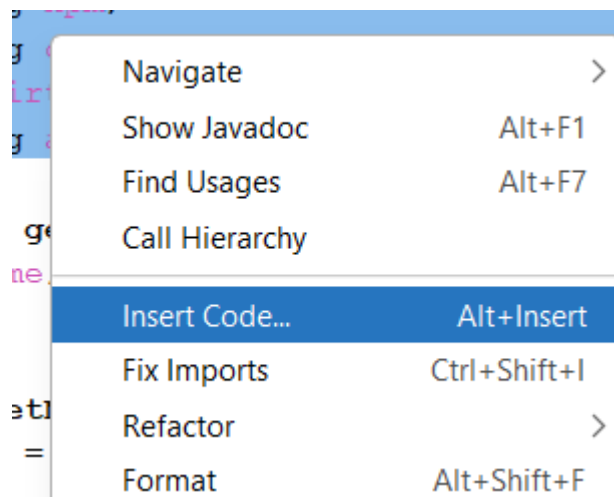 Navigate
Show Javadoc Alt+F1
Find Usages Alt+F7
Call Hierarchy
Insert Code... Alt+Insert
Fix Imports Ctrl+Shift+I
Refactor
=
Format Alt+Shift+F